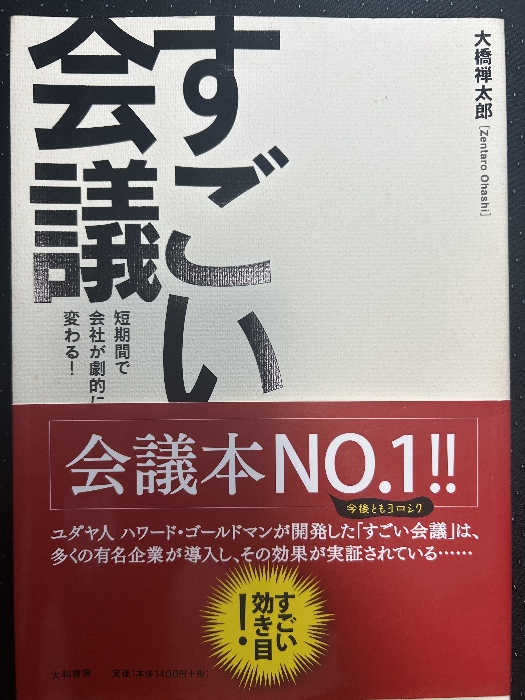 すごい
会議
短期間で
会社が劇的に
変わる!
大橋禅太郎[Zentaro Ohashi]
会議本NO.1!!
今後ともヨロシク
ユダヤ人 ハワード・ゴールドマンが開発した「すごい会議」は、
多くの有名企業が導入し、その効果が実証されている……
すごい
効き目
!
大和書房 定価(本体1400円+税)